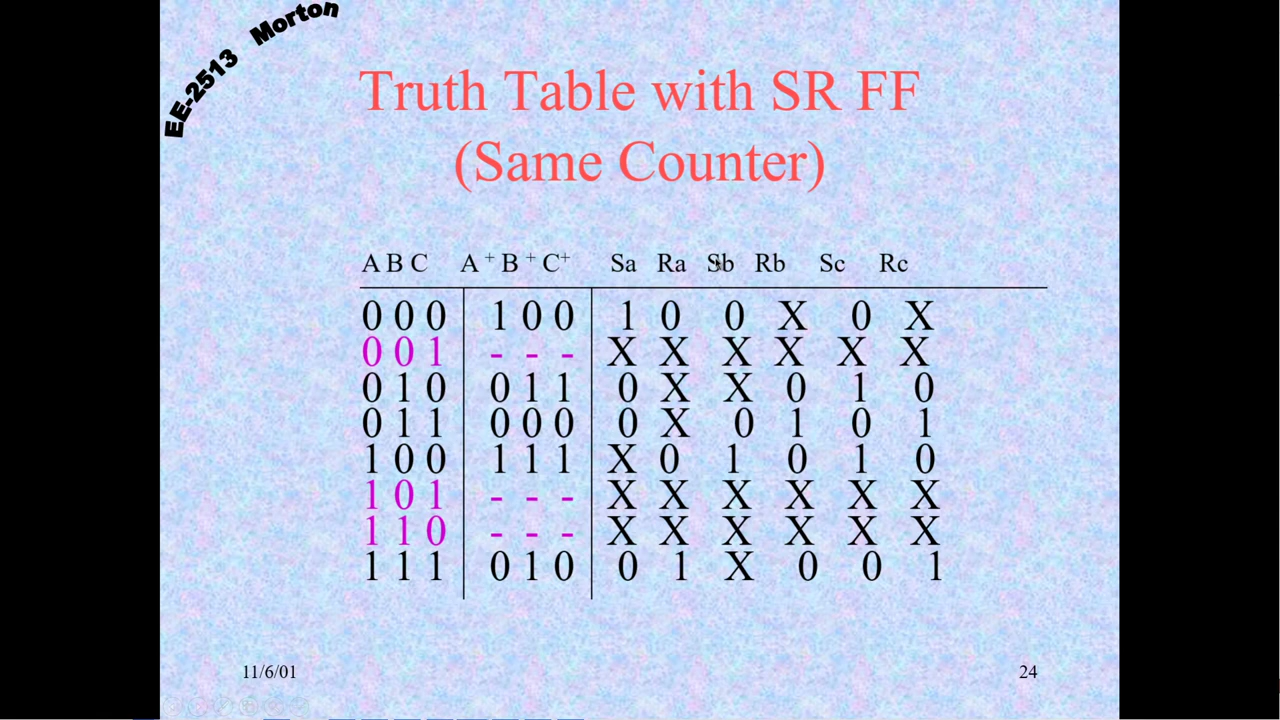 EE-2513 Morton
Truth Table with SR FF
(Same Counter)
A B C A + B + C+ Sa Ra Sb Rb Sc Rc
0 0 0 1 0 0 1 0 0 X 0 X
0 0 1 - - - X X X X X X
0 1 0 0 1 1 0 X X 0 1 0
0 1 1 0 0 0 0 X 0 1 0 1
1 0 0 1 1 1 X 0 1 0 1 0
1 0 1 - - - X X X X X X
1 1 0 - - - X X X X X X
1 1 1 0 1 0 0 1 X 0 0 1
11/6/01 24